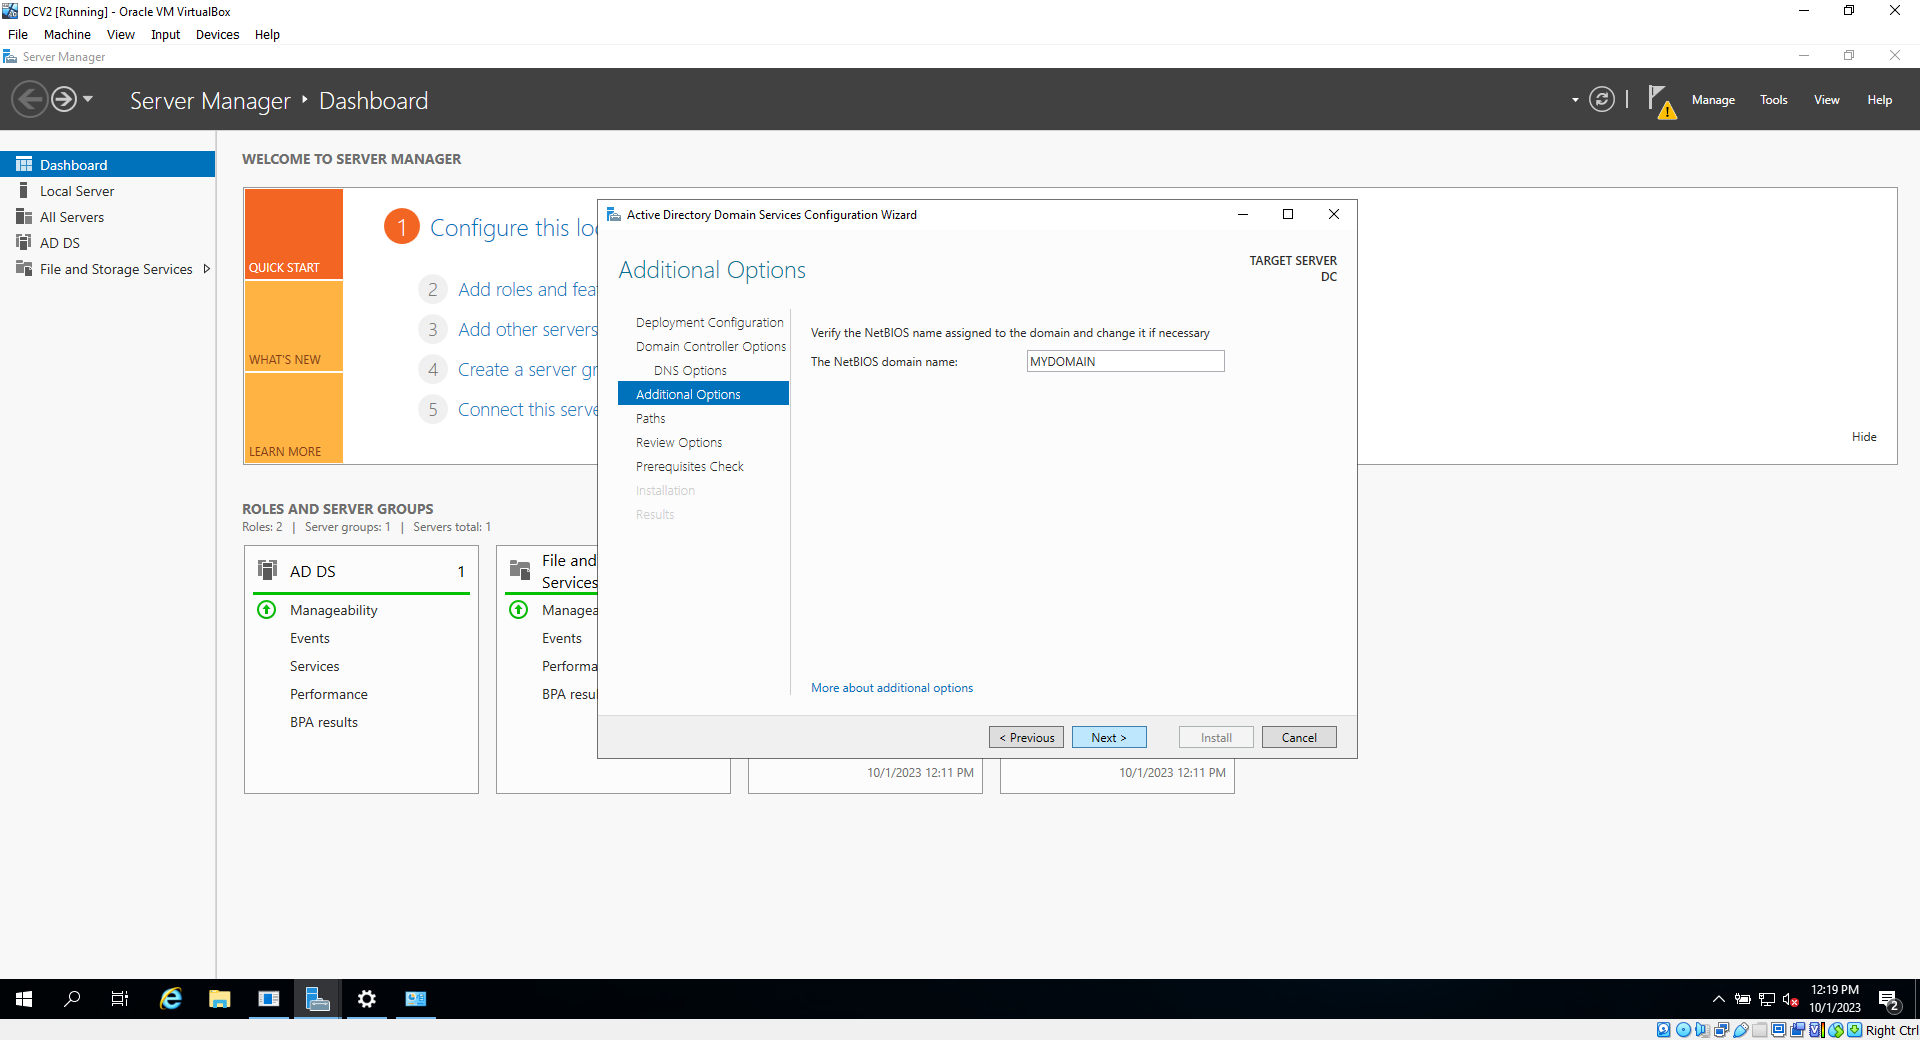 DCV2 [Running] - Oracle VM VirtualBox
File Machine View Input Devices Help
Server Manager
Server Manager Dashboard
Manage Tools View Help
Dashboard
Local Server
All Servers
AD DS
File and Storage Services
WELCOME TO SERVER MANAGER
QUICK START
WHAT'S NEW
LEARN MORE
1 Configure this lo
2 Add roles and fea
3 Add other servers
4 Create a server gr
5 Connect this serve
Hide
ROLES AND SERVER GROUPS
Roles: 2 | Server groups: 1 | Servers total: 1
AD DS 1
Manageability
Events
Services
Performance
BPA results
File and
Services
Managea
Events
Performa
BPA resu
10/1/2023 12:11 PM
10/1/2023 12:11 PM
Active Directory Domain Services Configuration Wizard
Additional Options
TARGET SERVER
DC
Deployment Configuration
Domain Controller Options
DNS Options
Additional Options
Paths
Review Options
Prerequisites Check
Installation
Results
Verify the NetBIOS name assigned to the domain and change it if necessary
The NetBIOS domain name: MYDOMAIN
More about additional options
< Previous Next > Install Cancel
12:19 PM
10/1/2023
2
Right Ctrl